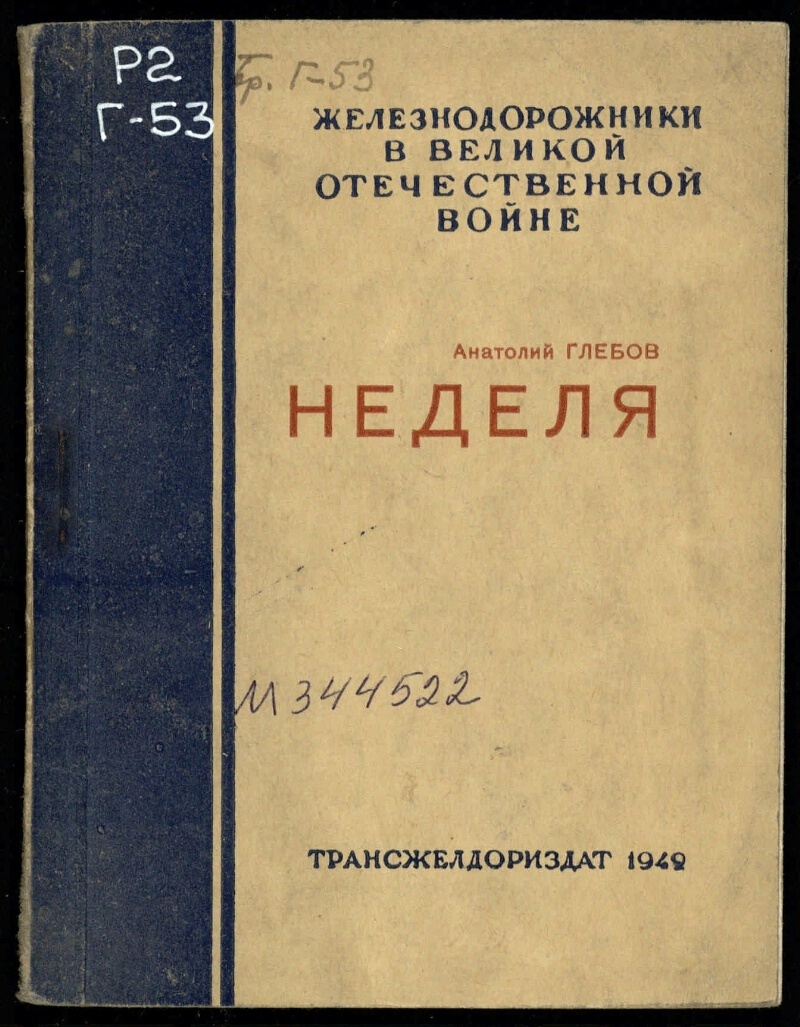 Р2
Г-53
Бр. Г-53
ЖЕЛЕЗНОДОРОЖНИКИ
В ВЕЛИКОЙ
ОТЕЧЕСТВЕННОЙ
ВОЙНЕ
Анатолий ГЛЕБОВ
НЕДЕЛЯ
М344522
ТРАНСЖЕЛДОРИЗДАТ 1942